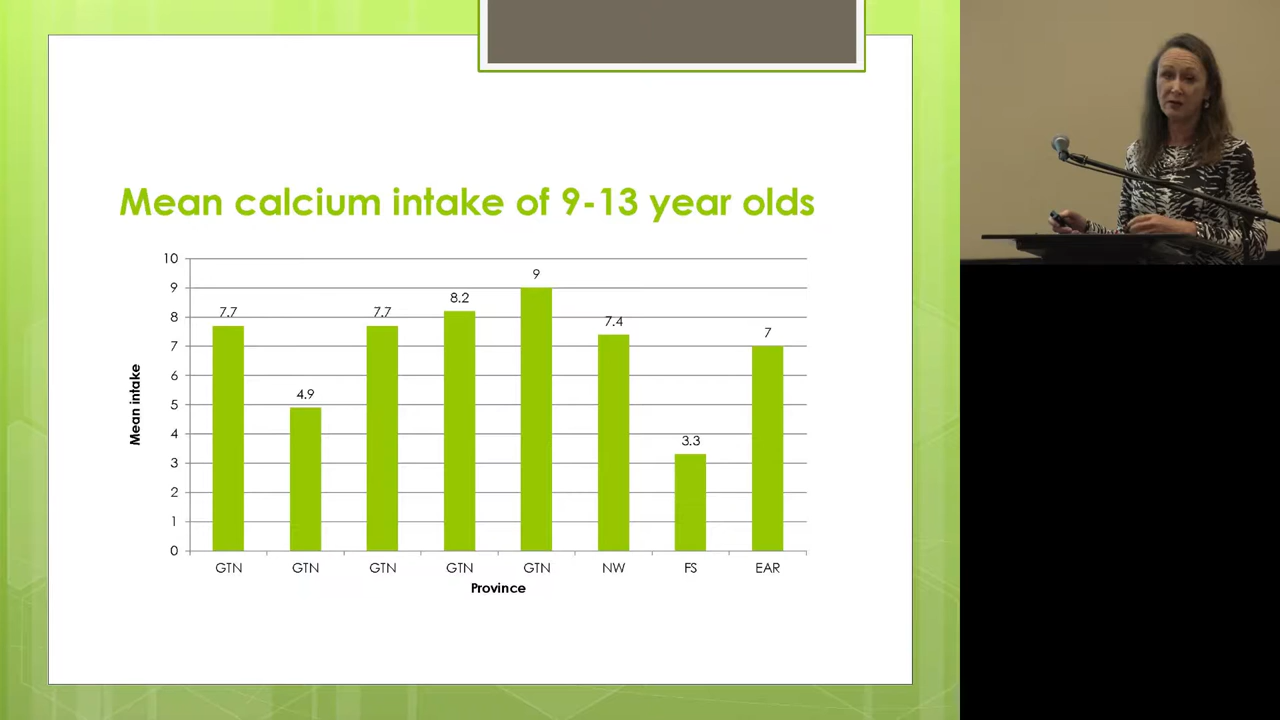 Mean calcium intake of 9-13 year olds
10
9
8
7
6
5
4
3
2
1
0
Mean intake
7.7
4.9
7.7
8.2
9
7.4
3.3
7
GTN
GTN
GTN
GTN
GTN
NW
FS
EAR
Province